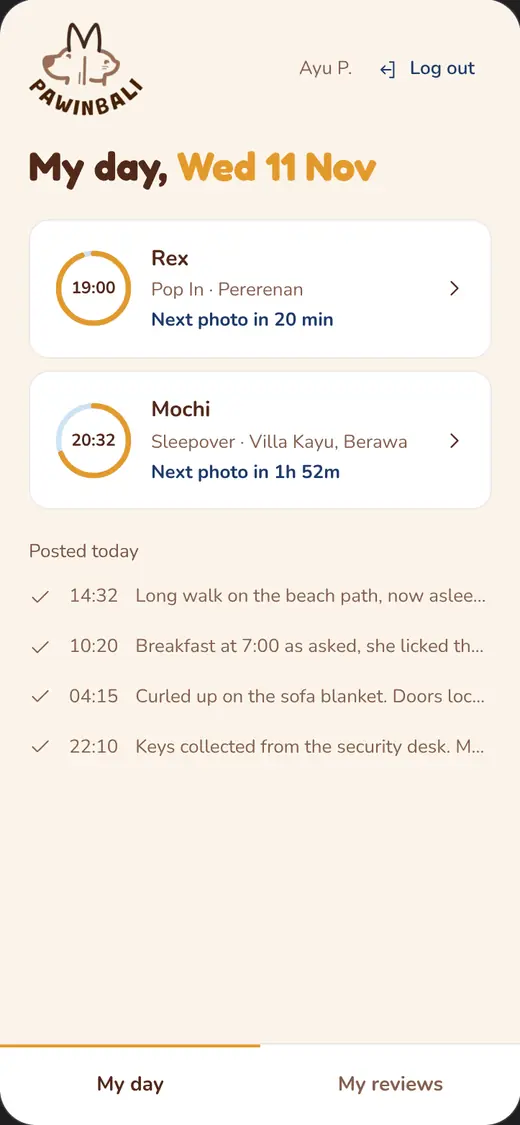 PAWINBALI
Ayu P.
Log out
My day, Wed 11 Nov
19:00
Rex
Pop In · Pererenan
Next photo in 20 min
20:32
Mochi
Sleepover · Villa Kayu, Berawa
Next photo in 1h 52m
Posted today
14:32 Long walk on the beach path, now aslee...
10:20 Breakfast at 7:00 as asked, she licked th...
04:15 Curled up on the sofa blanket. Doors loc...
22:10 Keys collected from the security desk. M...
My day
My reviews